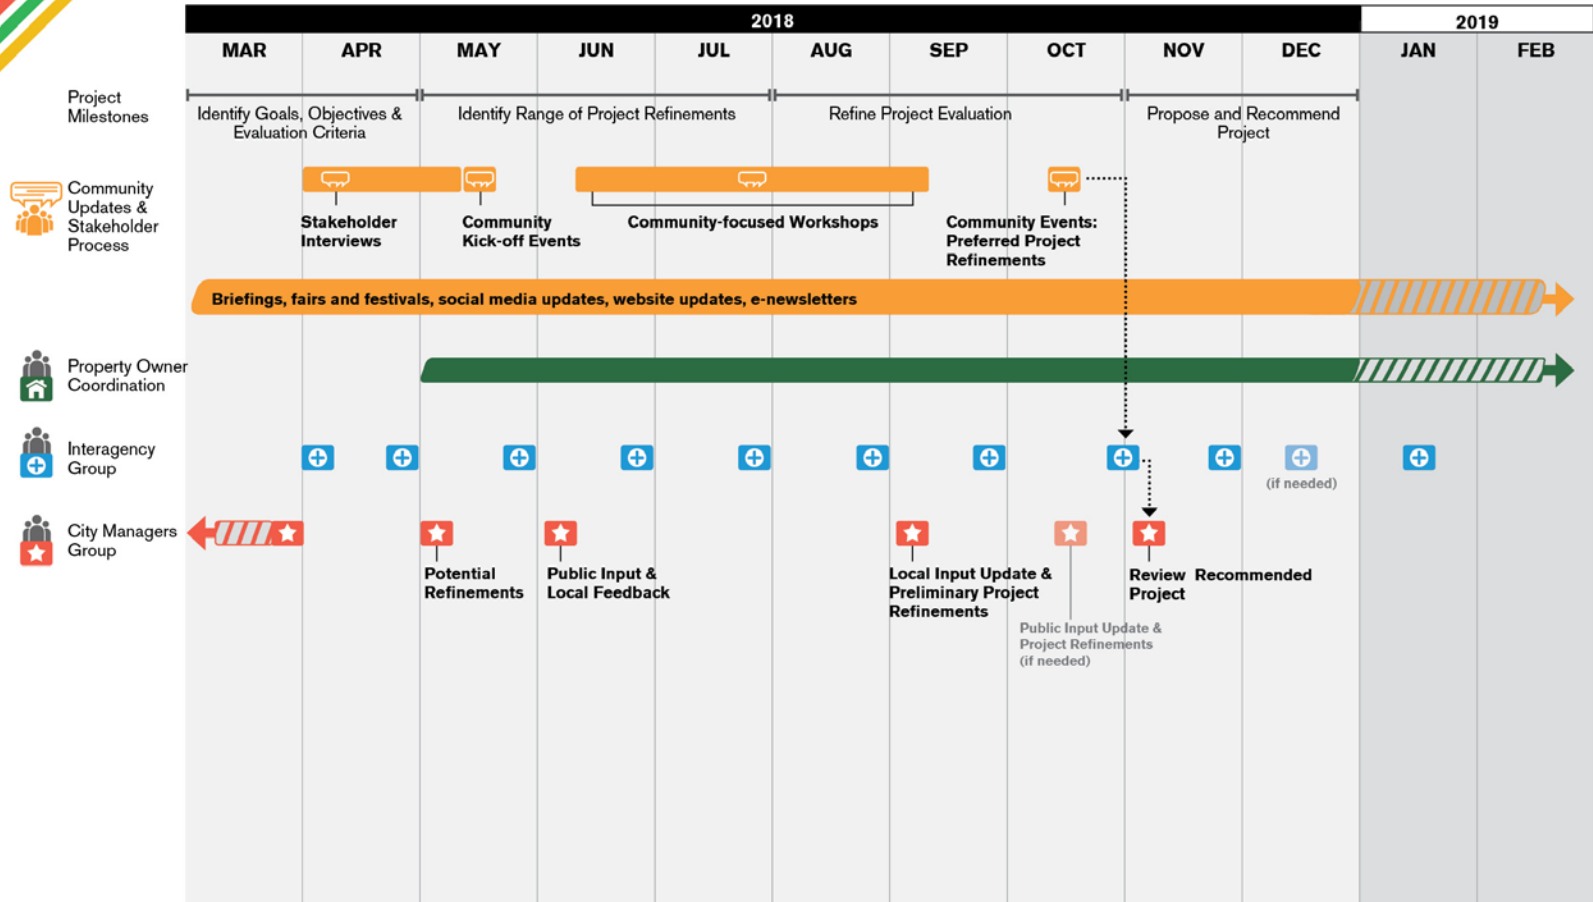 2018
2019
MAR APR MAY JUN JUL AUG SEP OCT NOV DEC JAN FEB
Project
Milestones
Identify Goals, Objectives &
Evaluation Criteria
Identify Range of Project Refinements
Refine Project Evaluation
Propose and Recommend
Project
Community
Updates &
Stakeholder
Process
Stakeholder
Interviews
Community
Kick-off Events
Community-focused Workshops
Community Events:
Preferred Project
Refinements
Briefings, fairs and festivals, social media updates, website updates, e-newsletters
Property Owner
Coordination
Interagency
Group
(if needed)
City Managers
Group
Potential
Refinements
Public Input &
Local Feedback
Local Input Update &
Preliminary Project
Refinements
Public Input Update &
Project Refinements
(if needed)
Review Recommended
Project